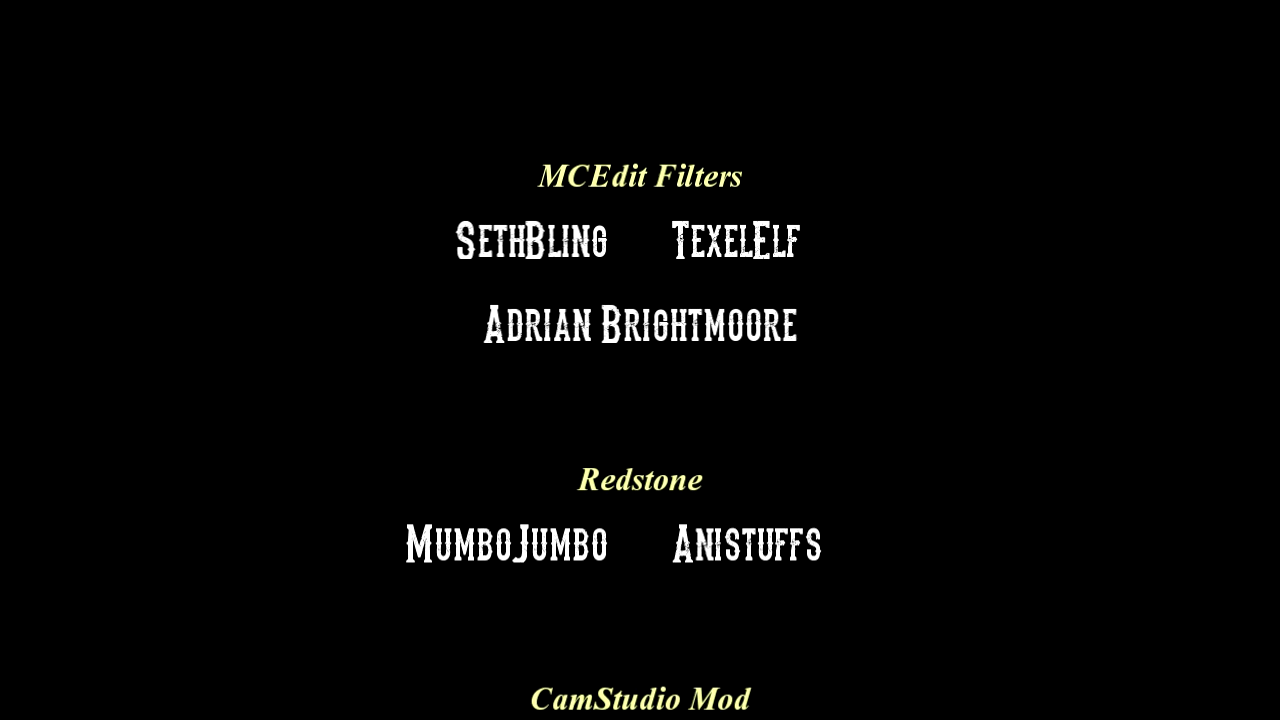 MCEdit Filters
SethBling TexelElf
Adrian Brightmoore
Redstone
MumboJumbo Anistuffs
CamStudio Mod